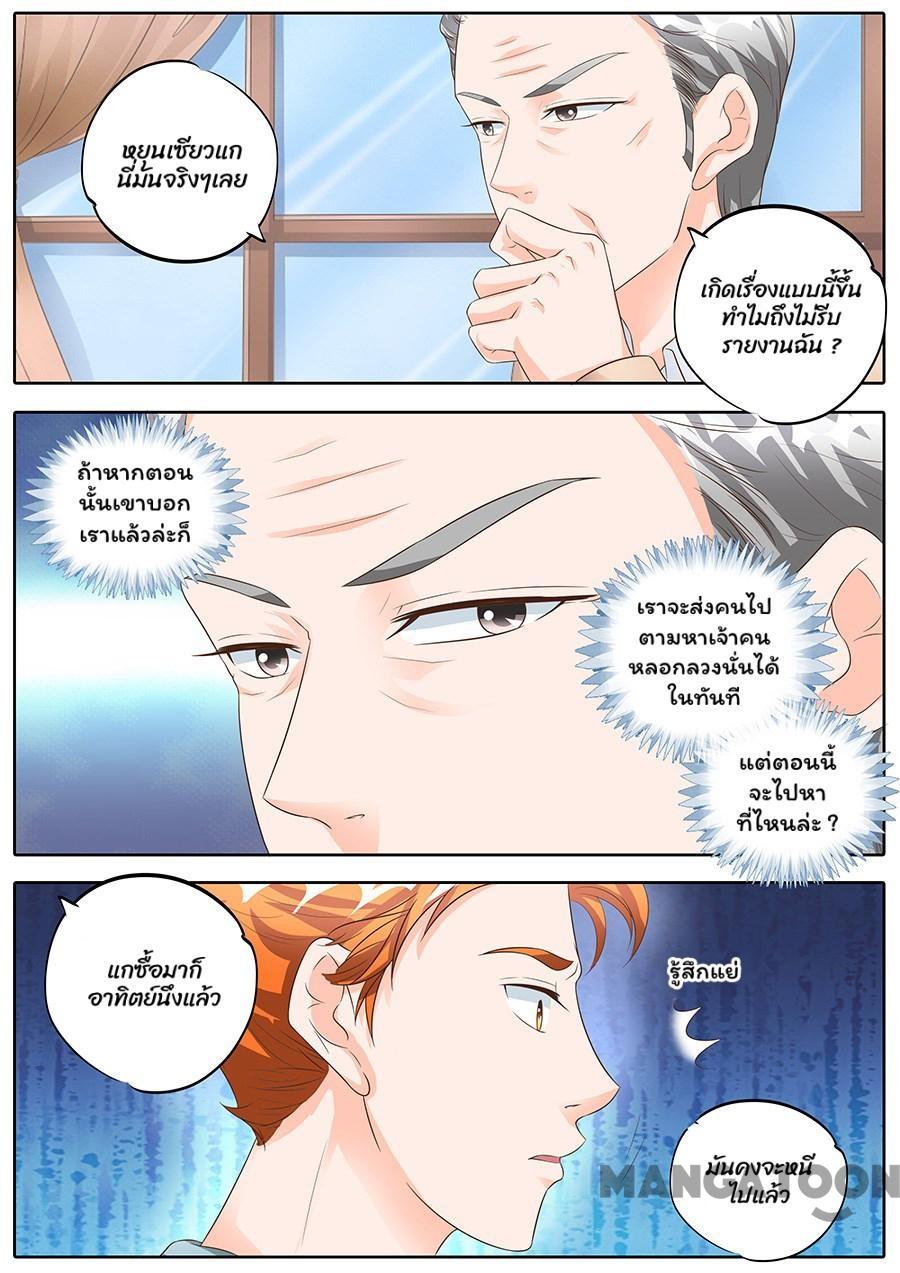 หยุนเซียวแก
นี่มันจริงๆเลย
เกิดเรื่องแบบนี้ขึ้น
ทำไมถึงไม่รีบ
รายงานฉัน ?
ถ้าหากตอน
นั้นเขาบอก
เราแล้วล่ะก็
เราจะส่งคนไป
ตามหาเจ้าคน
หลอกลวงนั่นได้
ในทันที
แต่ตอนนี้
จะไปหา
ที่ไหนล่ะ ?
แกซื้อมาก็
อาทิตย์นึงแล้ว
รู้สึกแย่
มันคงจะหนี
ไปแล้ว
MANGATOON